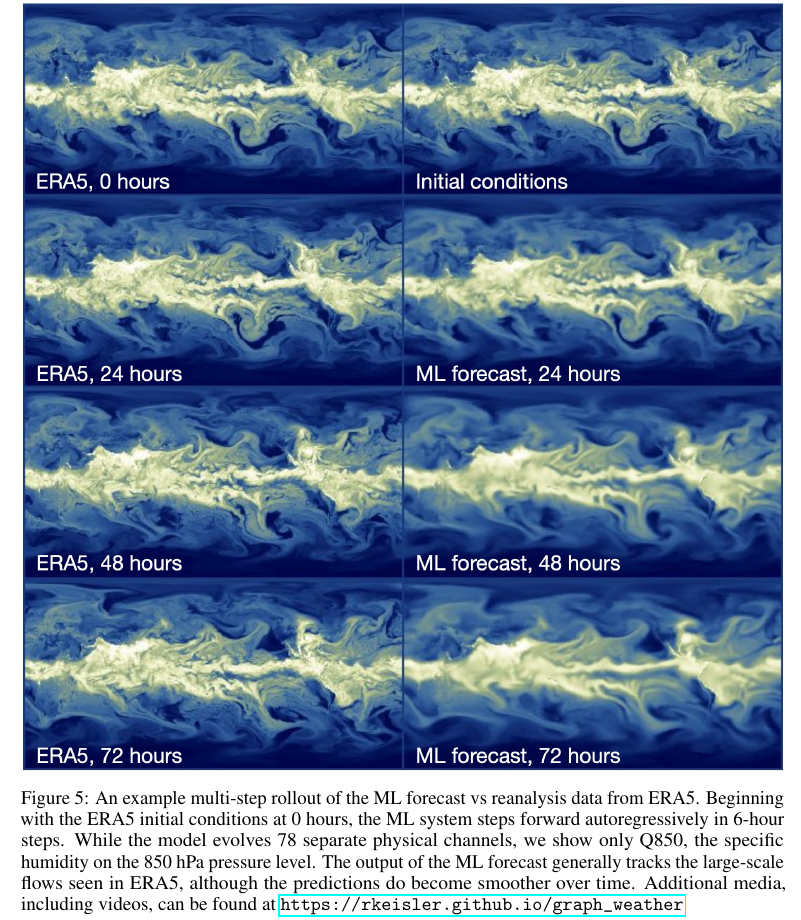 ERA5, 0 hours
Initial conditions
ERA5, 24 hours
ML forecast, 24 hours
ERA5, 48 hours
ML forecast, 48 hours
ERA5, 72 hours
ML forecast, 72 hours
Figure 5: An example multi-step rollout of the ML forecast vs reanalysis data from ERA5. Beginning
with the ERA5 initial conditions at 0 hours, the ML system steps forward autoregressively in 6-hour
steps. While the model evolves 78 separate physical channels, we show only Q850, the specific
humidity on the 850 hPa pressure level. The output of the ML forecast generally tracks the large-scale
flows seen in ERA5, although the predictions do become smoother over time. Additional media,
including videos, can be found at https://rkeisler.github.io/graph_weather